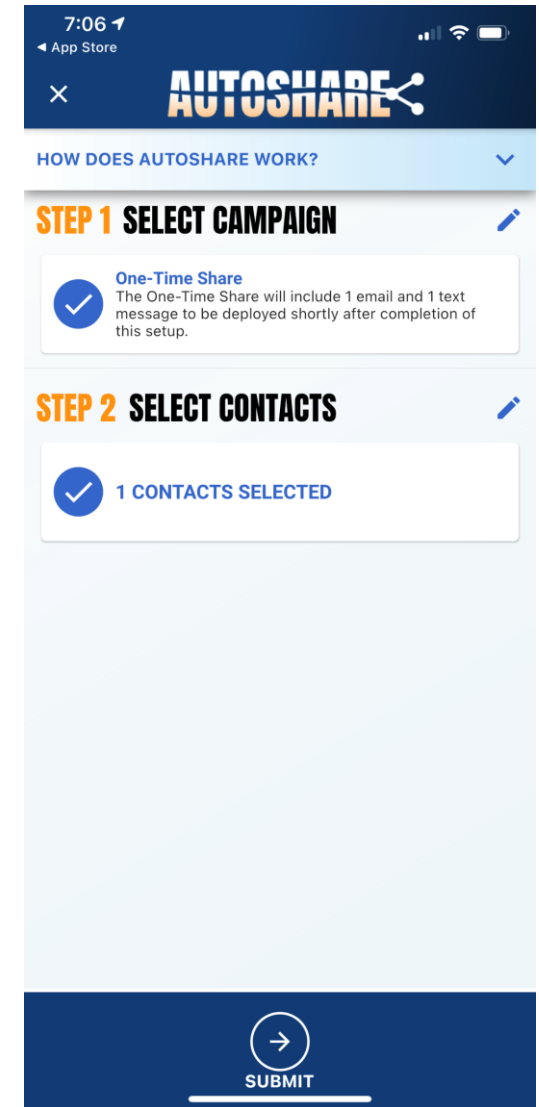 7:06
◄ App Store
AUTOSHARE
HOW DOES AUTOSHARE WORK?
STEP 1 SELECT CAMPAIGN
One-Time Share
The One-Time Share will include 1 email and 1 text
message to be deployed shortly after completion of
this setup.
STEP 2 SELECT CONTACTS
1 CONTACTS SELECTED
SUBMIT